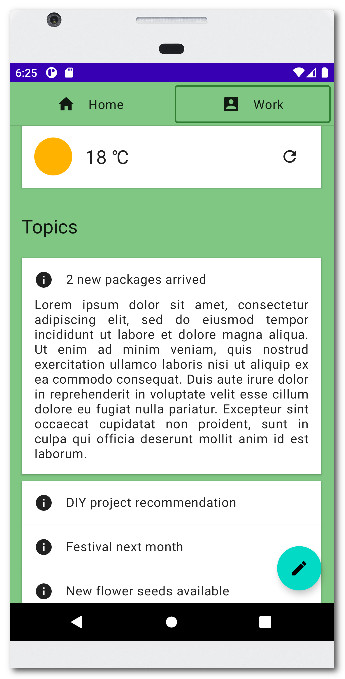 6:25
Home Work
18 °C
Topics
2 new packages arrived
Lorem ipsum dolor sit amet, consectetur
adipiscing elit, sed do eiusmod tempor
incididunt ut labore et dolore magna aliqua.
Ut enim ad minim veniam, quis nostrud
exercitation ullamco laboris nisi ut aliquip ex
ea commodo consequat. Duis aute irure dolor
in reprehenderit in voluptate velit esse cillum
dolore eu fugiat nulla pariatur. Excepteur sint
occaecat cupidatat non proident, sunt in
culpa qui officia deserunt mollit anim id est
laborum.
DIY project recommendation
Festival next month
New flower seeds available